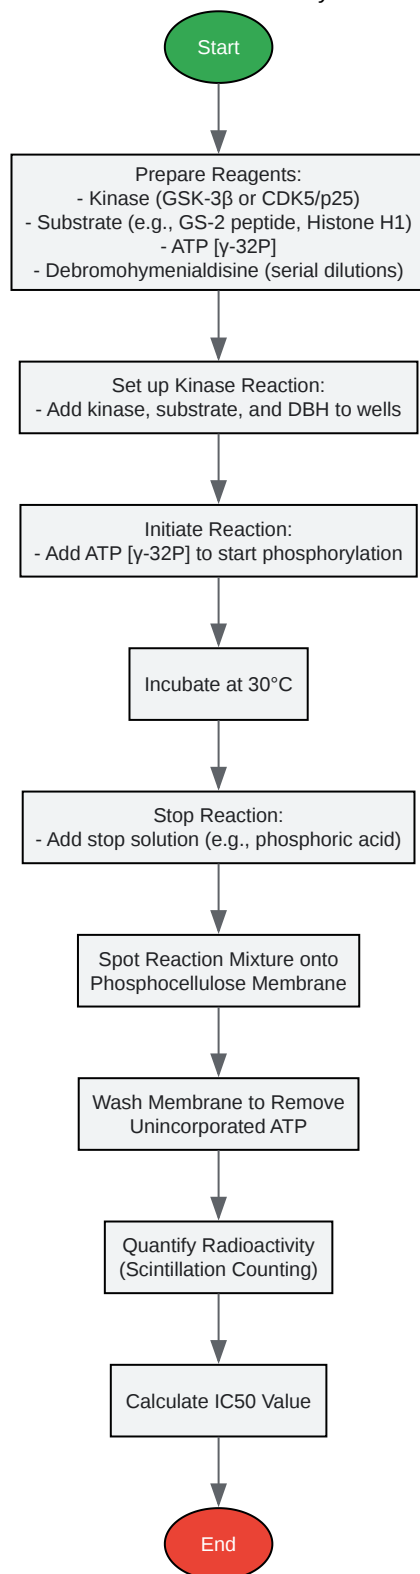 Start
Prepare Reagents:
- Kinase (GSK-3β or CDK5/p25)
- Substrate (e.g., GS-2 peptide, Histone H1)
- ATP [γ-32P]
- Debromohymenialdisine (serial dilutions)
Set up Kinase Reaction:
- Add kinase, substrate, and DBH to wells
Initiate Reaction:
- Add ATP [γ-32P] to start phosphorylation
Incubate at 30°C
Stop Reaction:
- Add stop solution (e.g., phosphoric acid)
Spot Reaction Mixture onto
Phosphocellulose Membrane
Wash Membrane to Remove
Unincorporated ATP
Quantify Radioactivity
(Scintillation Counting)
Calculate IC50 Value
End